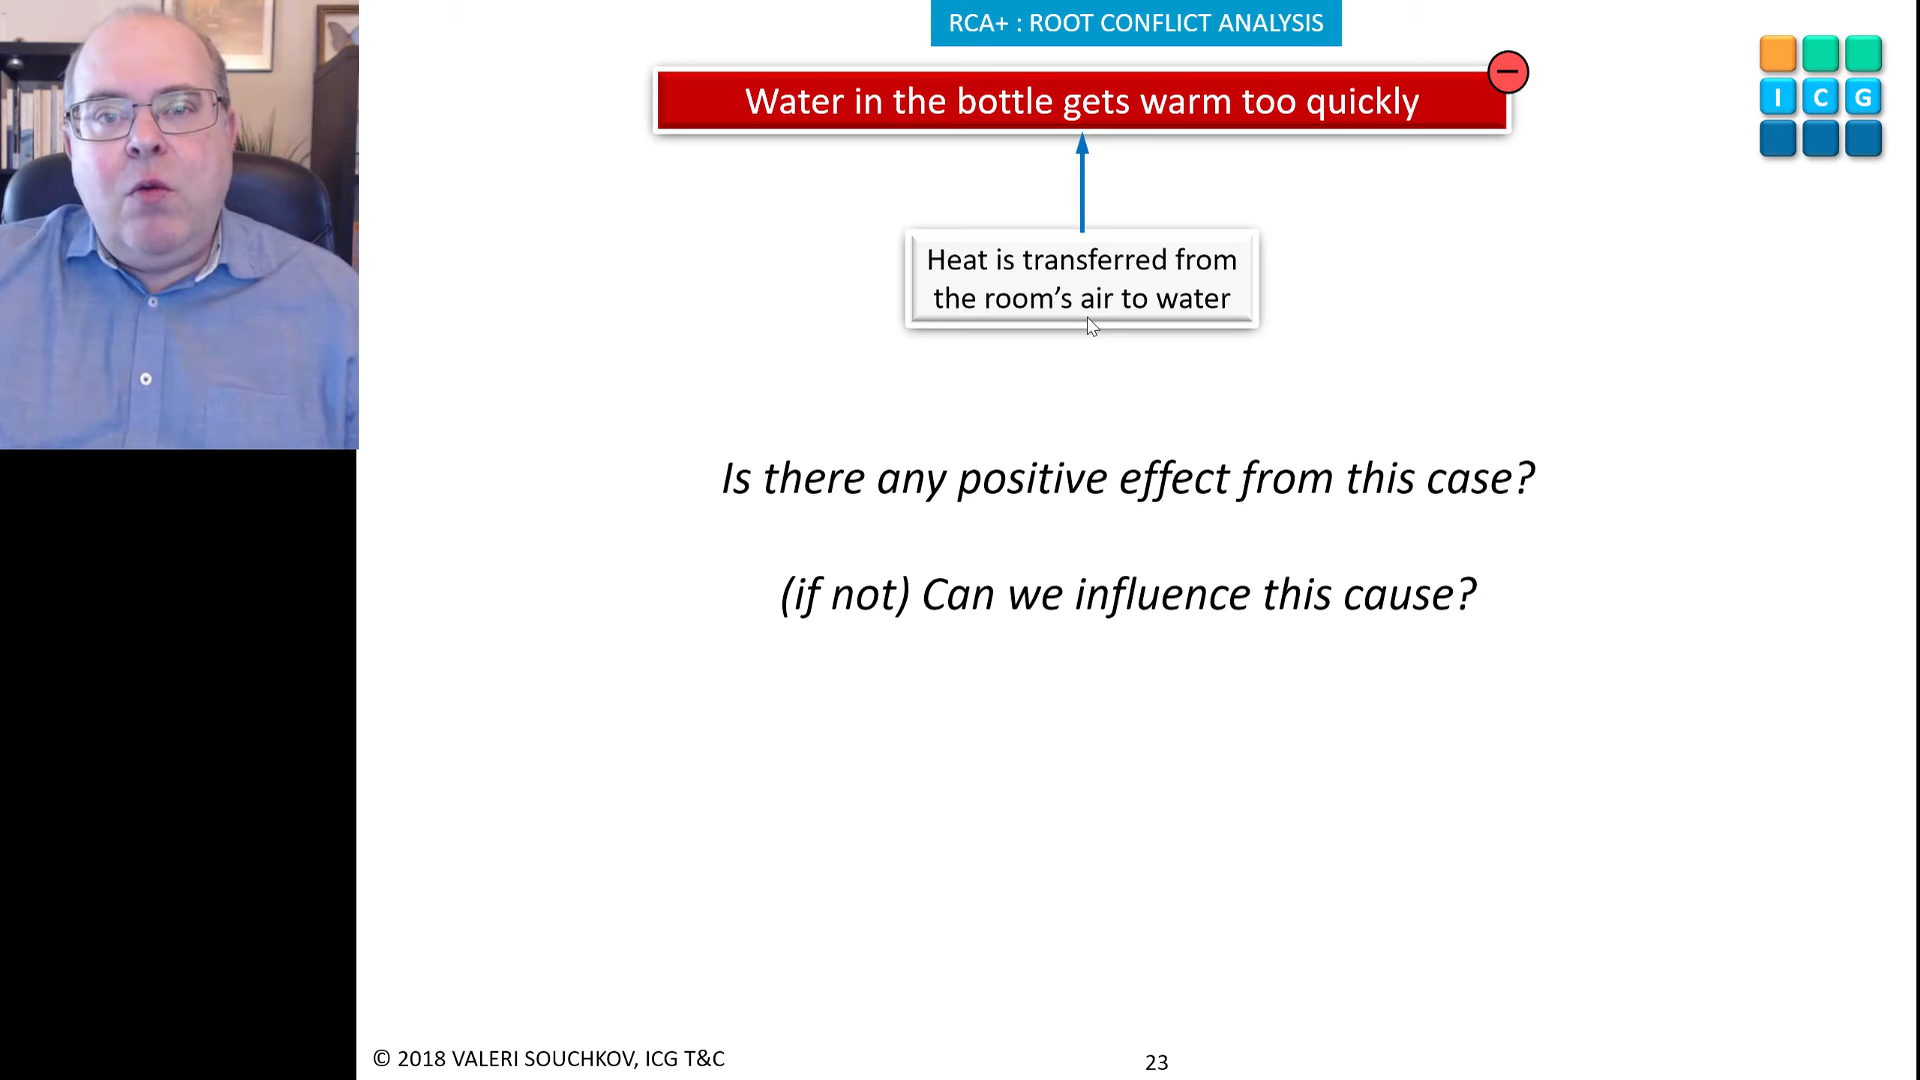 RCA+ : ROOT CONFLICT ANALYSIS
Water in the bottle gets warm too quickly
I C G
Heat is transferred from
the room’s air to water
Is there any positive effect from this case?
(if not) Can we influence this cause?
© 2018 VALERI SOUCHKOV, ICG T&C
23